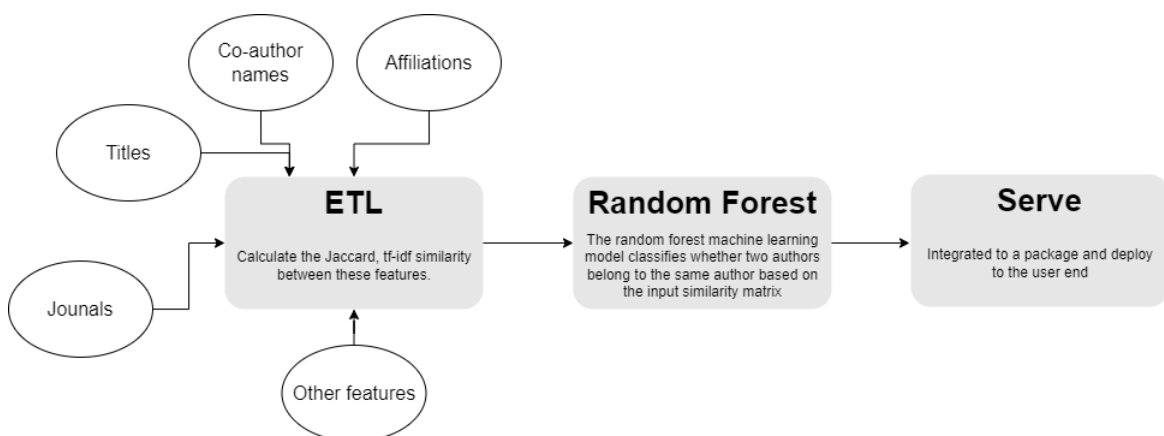 Co-author
names
Affiliations
Titles
Jounals
Other features
ETL
Calculate the Jaccard, tf-idf similarity
between these features.
Random Forest
The random forest machine learning
model classifies whether two authors
belong to the same author based on
the input similarity matrix
Serve
Integrated to a package and deploy
to the user end